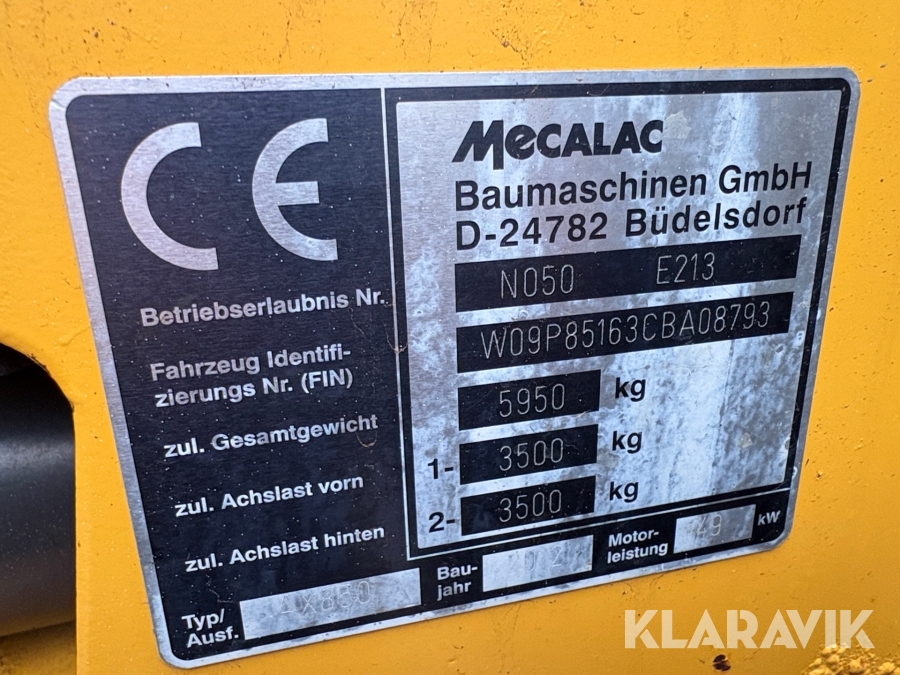 CE
MECALAC
Baumaschinen GmbH
D-24782 Büdelsdorf
Betriebserlaubnis Nr. N050 E213
Fahrzeug Identifi-
zierungs Nr. (FIN) W09P85163CBA08793
zul. Gesamtgewicht 5950 kg
zul. Achslast vorn 1- 3500 kg
zul. Achslast hinten 2- 3500 kg
Typ/
Ausf.
Bau-
jahr
Motor-
leistung 49 kW
KLARAVIK